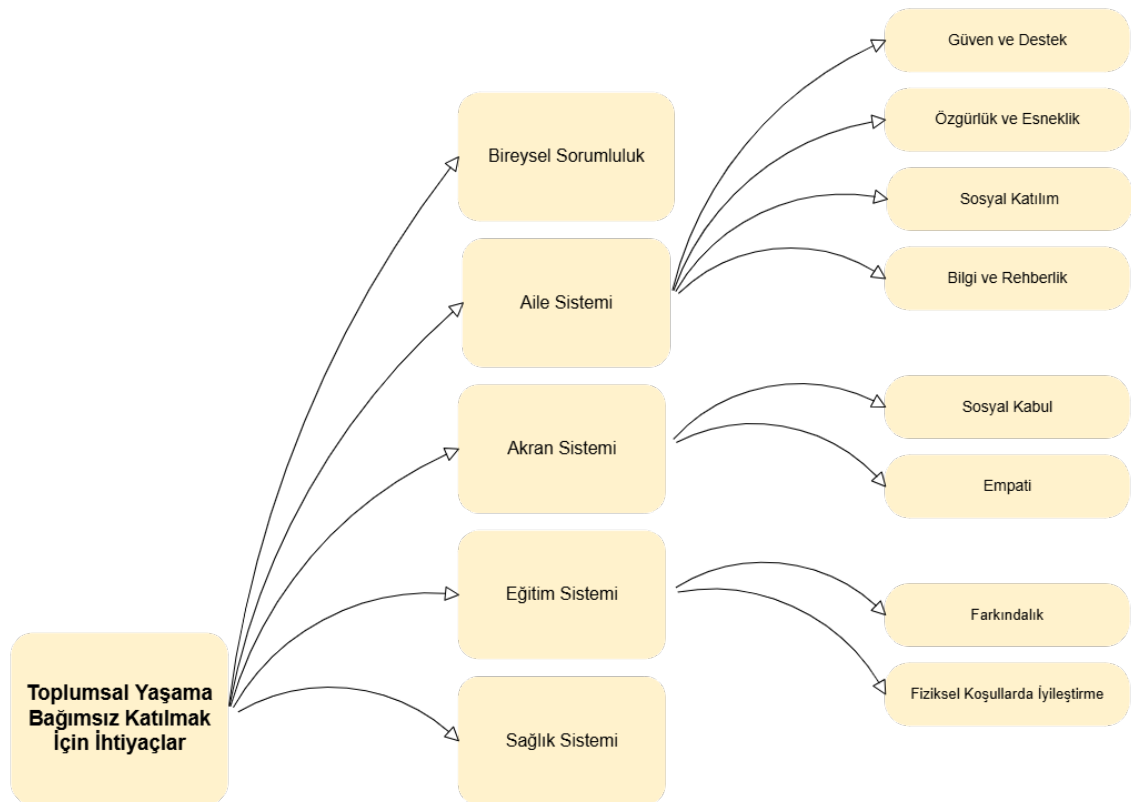 Güven ve Destek
Özgürlük ve Esneklik
Bireysel Sorumluluk
Sosyal Katılım
Bilgi ve Rehberlik
Aile Sistemi
Sosyal Kabul
Akran Sistemi
Empati
Eğitim Sistemi
Farkındalık
Fiziksel Koşullarda İyileştirme
Toplumsal Yaşama
Bağımsız Katılmak
İçin İhtiyaçlar
Sağlık Sistemi